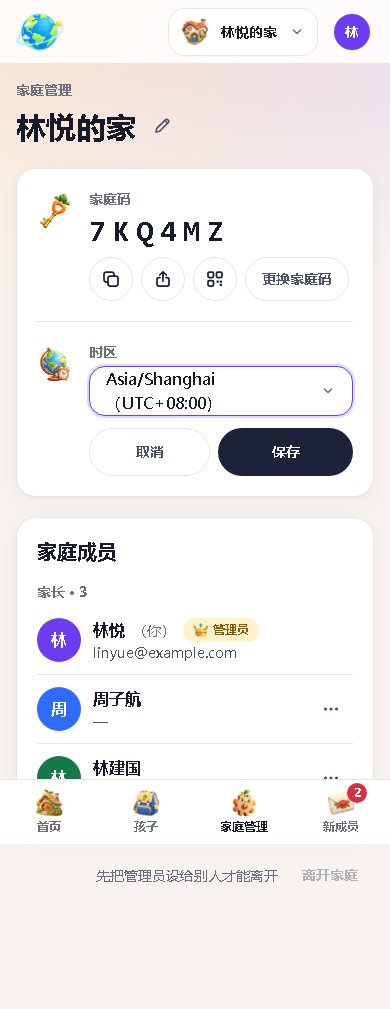 林悦的家
林
家庭管理
林悦的家
家庭码
7KQ4MZ
更换家庭码
时区
Asia/Shanghai
（UTC+08:00）
取消
保存
家庭成员
家长 • 3
林
林悦 （你） 管理员
linyue@example.com
周
周子航
—
林建国
2
首页
孩子
家庭管理
新成员
先把管理员设给别人才能离开
离开家庭